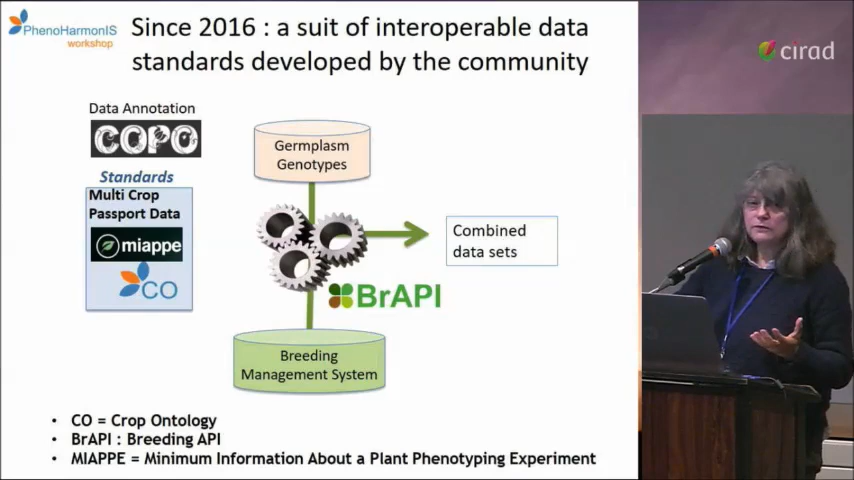 PhenoHarmonIS
workshop
Since 2016 : a suit of interoperable data
standards developed by the community
cirad
Data Annotation
COPO
Standards
Multi Crop
Passport Data
miappe
CO
Germplasm
Genotypes
Combined
data sets
BrAPI
Breeding
Management System
• CO = Crop Ontology
• BrAPI : Breeding API
• MIAPPE = Minimum Information About a Plant Phenotyping Experiment